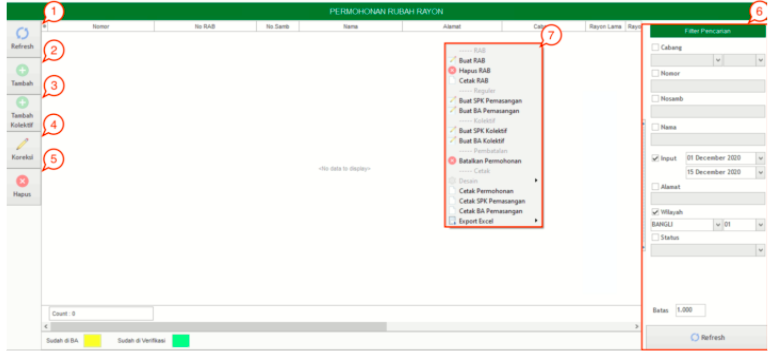 PERMOHONAN RUBAH RAYON
1
Refresh
2
Tambah
3
Tambah
Kolektif
4
Koreksi
5
Hapus
Nomor No RAB No Samb Nama Alamat Cabang Rayon Lama
<No data to display>
7
RAB
Buat RAB
Hapus RAB
Cetak RAB
Reguler
Buat SPK Pemasangan
Buat BA Pemasangan
Kolektif
Buat SPK Kolektif
Buat BA Kolektif
Pembatalan
Batalkan Permohonan
Cetak
Desain
Cetak Permohonan
Cetak SPK Pemasangan
Cetak BA Pemasangan
Export Excel
Count : 0
Sudah di BA
Sudah di Verifikasi
6
Filter Pencarian
Cabang
Nomor
Nosamb
Nama
Input 01 December 2020
15 December 2020
Alamat
Wilayah
BANGLI 01
Status
Batas 1.000
Refresh